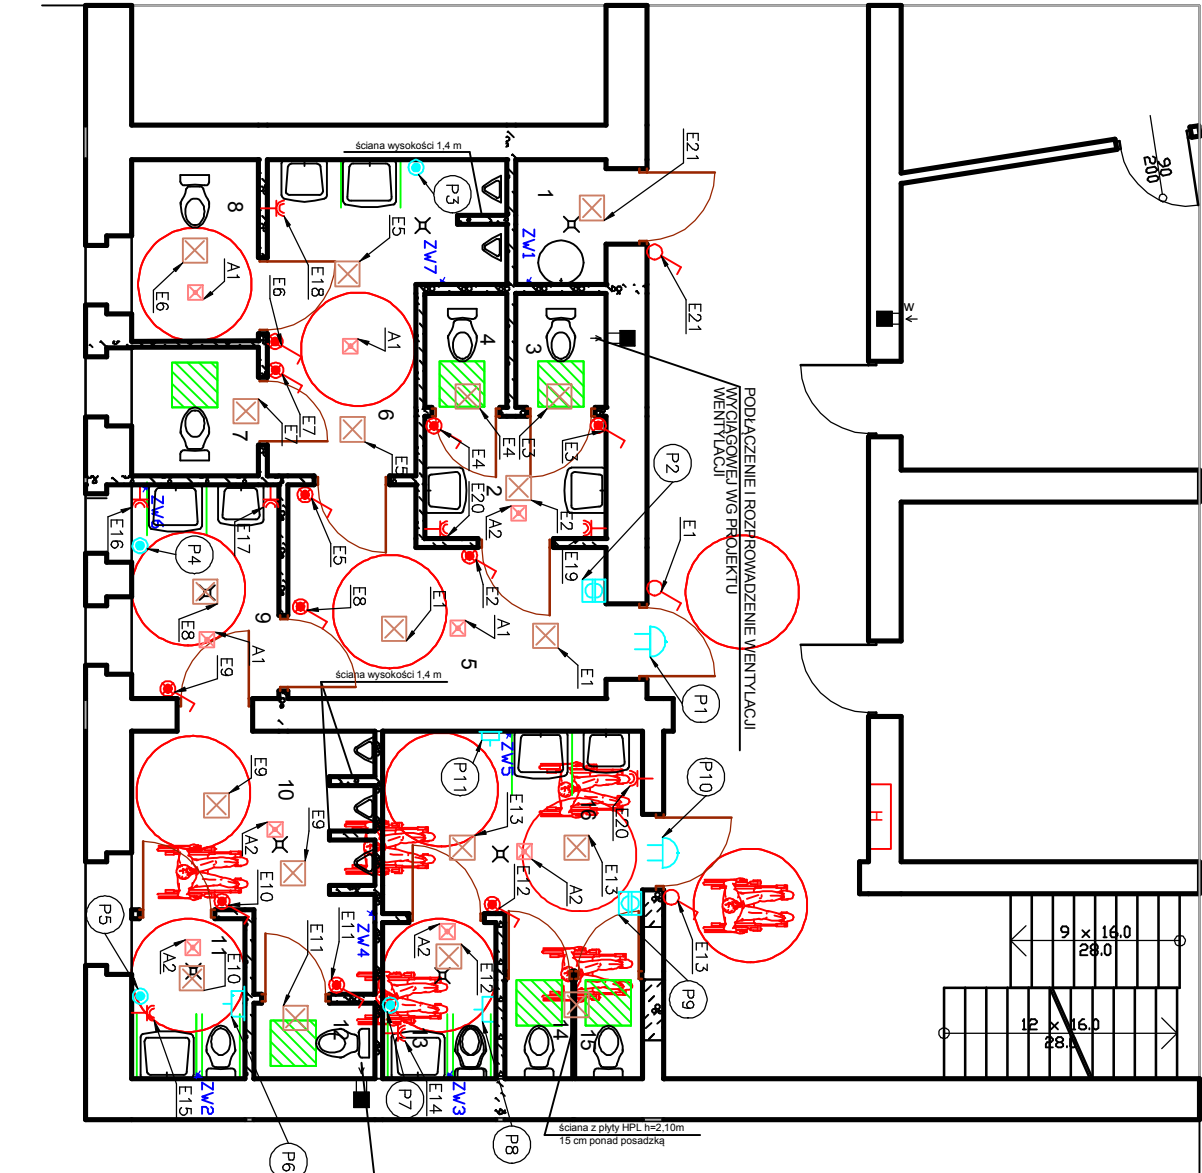 ściana wysokości 1,4 m
E21
90
200
1
P3
8
E5
ZW7
ZW1
E18
A1
E6
E6
E21
W
A1
4
3
PODŁĄCZENIE I ROZPROWADZENIE WENTYLACJI
WYCIĄGOWEJ WG PROJEKTU
WENTYLACJI
6
7
E7
E7
E5
E4
E4
E3
E3
P2
2
E20
A2
E2
ZW6
E16
E17
P4
E5
E2
E19
E1
E8
E8
9
E1
A1
5
E1
A1
E9
ściana wysokości 1,4 m
P1
P11
ZW5
P10
10
E9
E9
A2
E13
16
E20
H
E12
A2
E13
E10
P5
E11
ZW4
E11
A2
E12
E13
11
A2
E10
P9
9 x 16.0
28.0
12 x 16.0
28.0
14
15
E15
ZW2
P7
E14
ZW3
P8
P6
ściana z płyty HPL h=2,10m
15 cm ponad posadzką